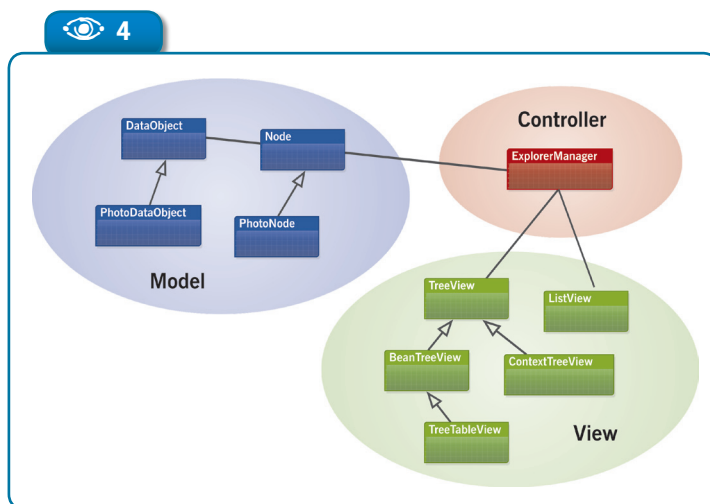 4
DataObject
Node
PhotoDataObject
PhotoNode
Model
Controller
ExplorerManager
TreeView
ListView
BeanTreeView
ContextTreeView
TreeTableView
View